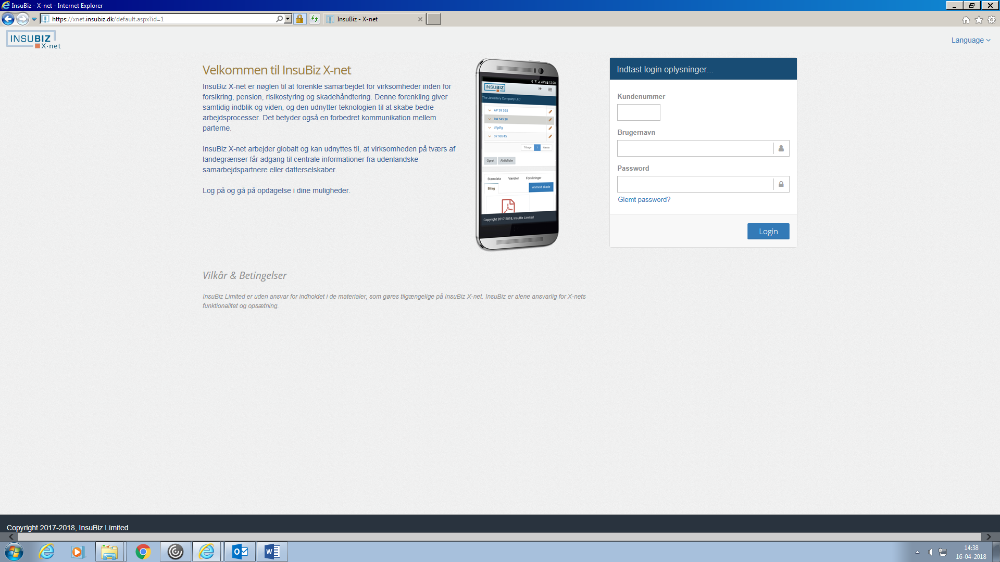 InsuBiz - X-net - Internet Explorer
https://xnet.insubiz.dk/default.aspx?id=1
InsuBiz - X-net
INSUBIZ
X·net
Language
Velkommen til InsuBiz X-net
InsuBiz X-net er nøglen til at forenkle samarbejdet for virksomheder inden for
forsikring, pension, risikostyring og skadehåndtering. Denne forenkling giver
samtidig indblik og viden, og den udnytter teknologien til at skabe bedre
arbejdsprocesser. Det betyder også en forbedret kommunikation mellem
parterne.
InsuBiz X-net arbejder globalt og kan udnyttes til, at virksomheden på tværs af
landegrænser får adgang til centrale informationer fra udenlandske
samarbejdspartnere eller datterselskaber.
Log på og gå på opdagelse i dine muligheder.
47% 12:28
INSUBIZ
The Jewellery Company LLC
AP 39 395
BW 545 28
dfgdfg
SY 98745
Tilbage 1 Næste
Opret Aktivliste
Stamdata Værdier Forsikringer
Bilag Anmeld skade
Copyright 2017-2018, InsuBiz Limited
Indtast login oplysninger...
Kundenummer
Brugernavn
Password
Glemt password?
Login
Vilkår & Betingelser
InsuBiz Limited er uden ansvar for indholdet i de materialer, som gøres tilgængelige på InsuBiz X-net. InsuBiz er alene ansvarlig for X-nets
funktionalitet og opsætning.
Copyright 2017-2018, InsuBiz Limited
14:38
16-04-2018